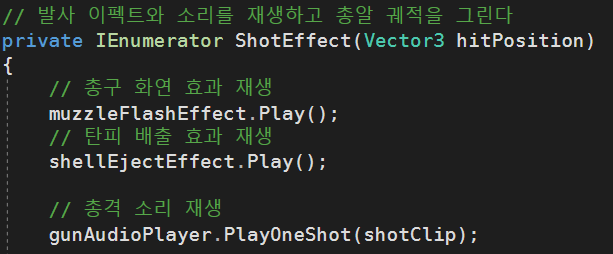 // 발사 이펙트와 소리를 재생하고 총알 궤적을 그린다
private IEnumerator ShotEffect(Vector3 hitPosition)
{
// 총구 화염 효과 재생
muzzleFlashEffect.Play();
// 탄피 배출 효과 재생
shellEjectEffect.Play();
// 총격 소리 재생
gunAudioPlayer.PlayOneShot(shotClip);